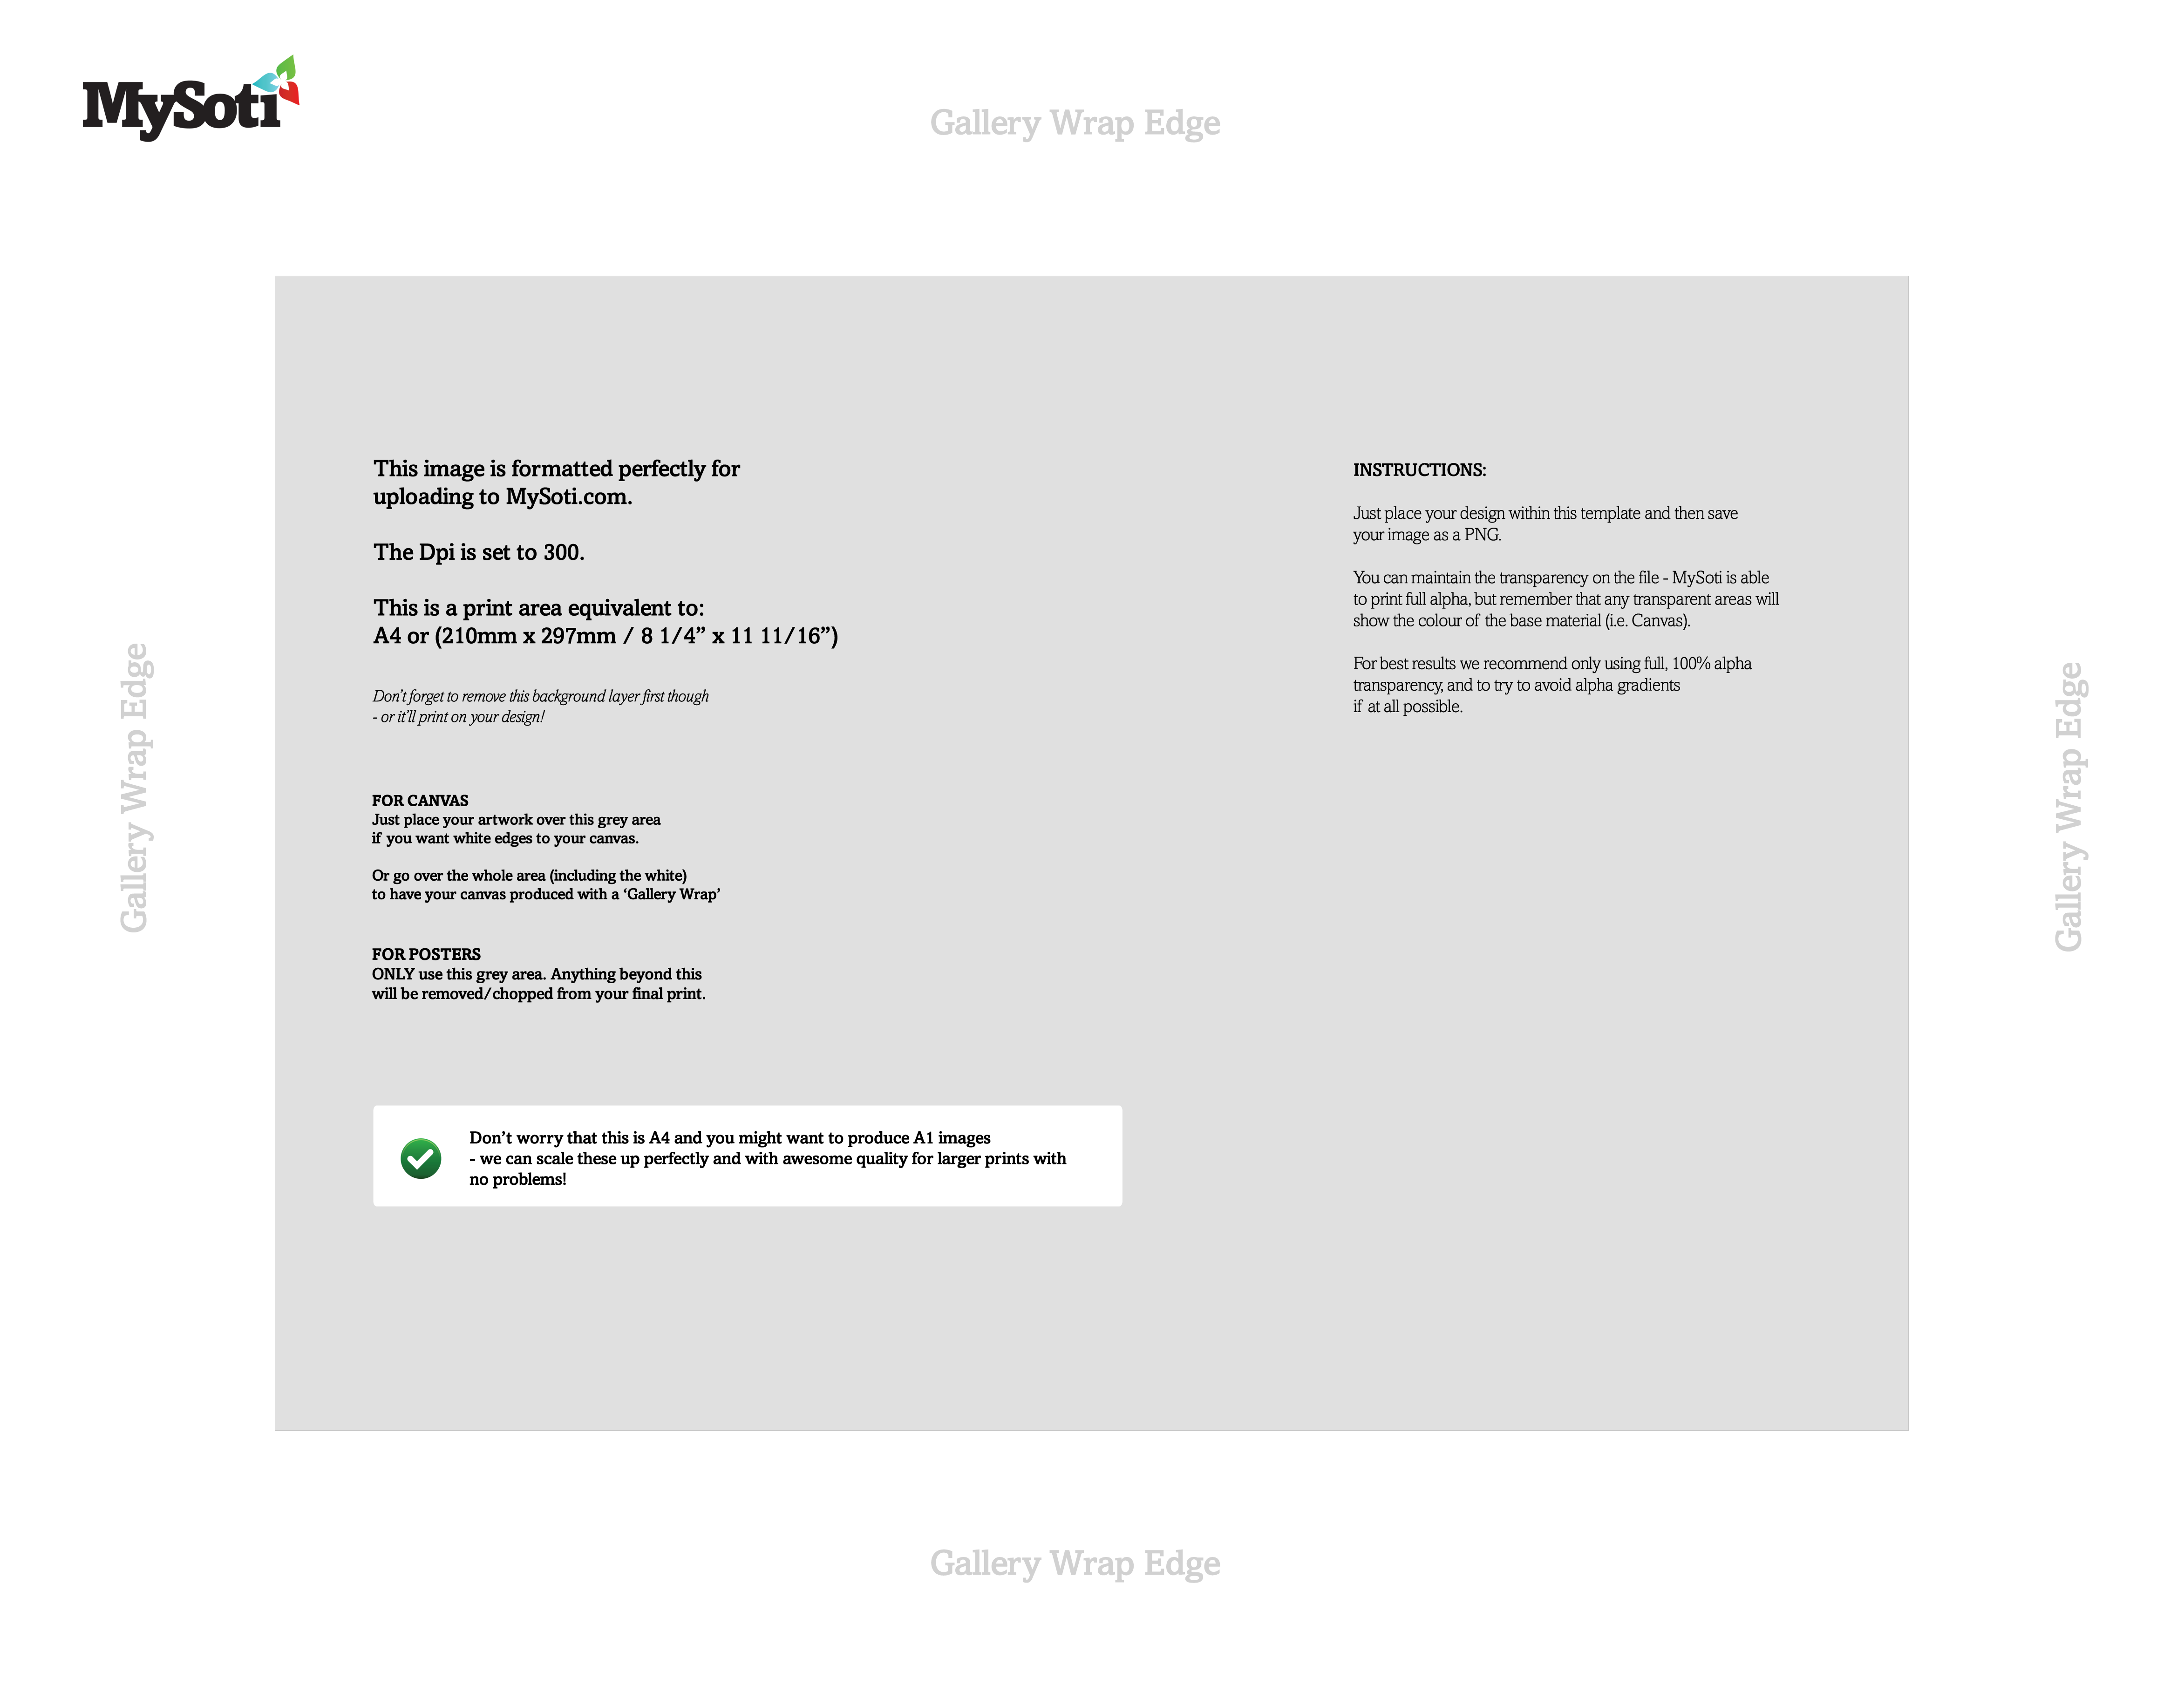 MySoti
Gallery Wrap Edge
Gallery Wrap Edge
This image is formatted perfectly for
uploading to MySoti.com.
The Dpi is set to 300.
This is a print area equivalent to:
A4 or (210mm x 297mm / 8 1/4” x 11 11/16”)
Don’t forget to remove this background layer first though
- or it’ll print on your design!
FOR CANVAS
Just place your artwork over this grey area
if you want white edges to your canvas.
Or go over the whole area (including the white)
to have your canvas produced with a ‘Gallery Wrap’
FOR POSTERS
ONLY use this grey area. Anything beyond this
will be removed/chopped from your final print.
Don’t worry that this is A4 and you might want to produce A1 images
- we can scale these up perfectly and with awesome quality for larger prints with
no problems!
INSTRUCTIONS:
Just place your design within this template and then save
your image as a PNG.
You can maintain the transparency on the file - MySoti is able
to print full alpha, but remember that any transparent areas will
show the colour of the base material (i.e. Canvas).
For best results we recommend only using full, 100% alpha
transparency, and to try to avoid alpha gradients
if at all possible.
Gallery Wrap Edge
Gallery Wrap Edge